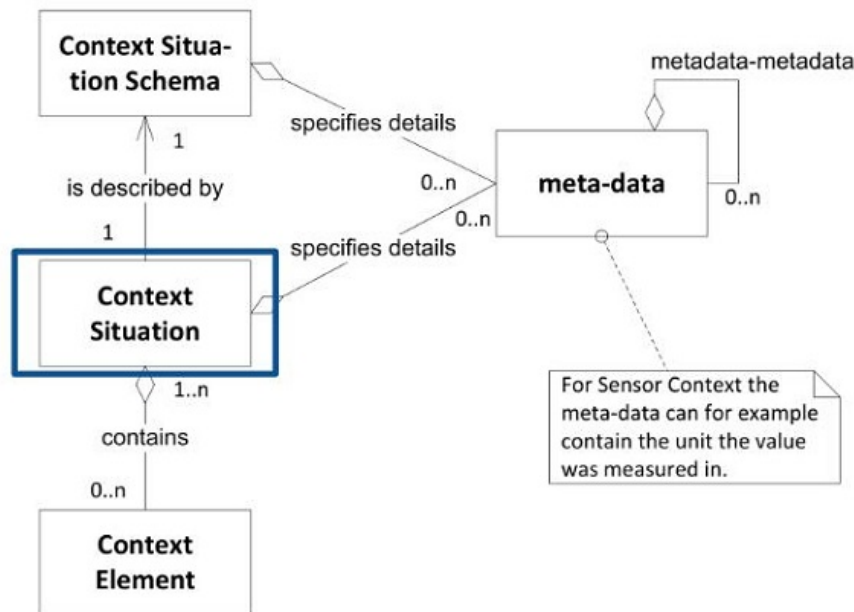 Context Situa-
tion Schema
metadata-metadata
specifies details
1
0..n
meta-data
0..n
is described by
0..n
1
specifies details
Context
Situation
1..n
For Sensor Context the
meta-data can for example
contain the unit the value
was measured in.
contains
0..n
Context
Element